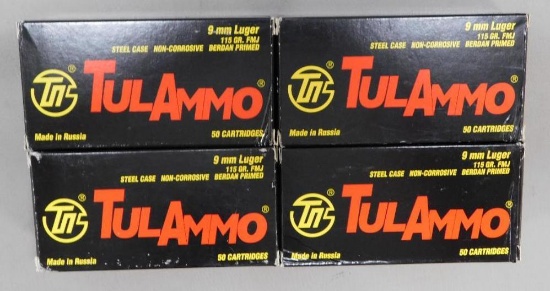 9-mm Luger
115 GR. FMJ
STEEL CASE NON-CORROSIVE BERDAN PRIMED
TULAMMO®
Made in Russia
50 CARTRIDGES
9 mm Luger
115 GR. FMJ
STEEL CASE NON-CORROSIVE BERDAN PRIMED
TULAMMO®
Made in Russia
50 CARTRIDGES
9 mm Luger
115 GR. FMJ
STEEL CASE NON-CORROSIVE BERDAN PRIMED
TULAMMO®
Made in Russia
50 CARTRIDGES
9 mm Luger
115 GR. FMJ
STEEL CASE NON-CORROSIVE BERDAN PRIMED
TULAMMO®
Made in Russia
50 CARTRIDGES